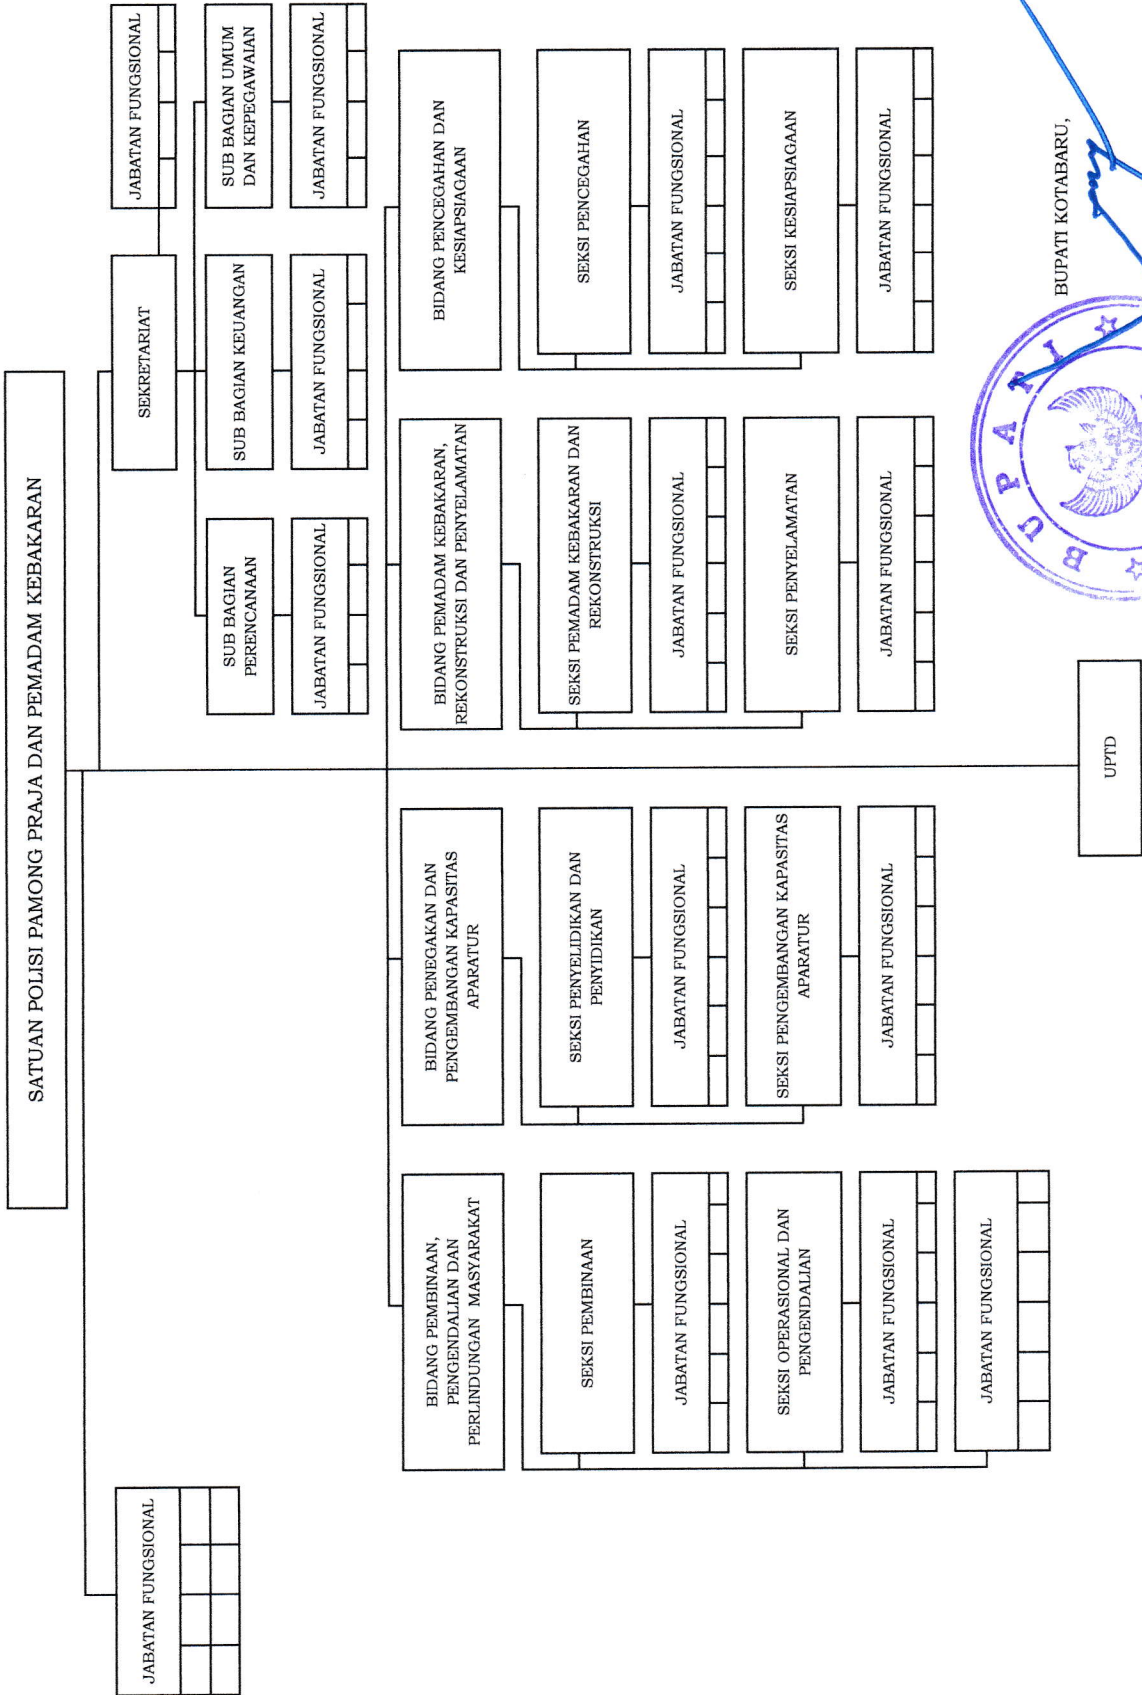 SATUAN POLISI PAMONG PRAJA DAN PEMADAM KEBAKARAN
JABATAN FUNGSIONAL
SEKRETARIAT
JABATAN FUNGSIONAL
SUB BAGIAN
PERENCANAAN
SUB BAGIAN KEUANGAN
SUB BAGIAN UMUM
DAN KEPEGAWAIAN
JABATAN FUNGSIONAL
JABATAN FUNGSIONAL
JABATAN FUNGSIONAL
BIDANG PEMBINAAN,
PENGENDALIAN DAN
PERLINDUNGAN MASYARAKAT
BIDANG PENEGAKAN DAN
PENGEMBANGAN KAPASITAS
APARATUR
BIDANG PEMADAM KEBAKARAN,
REKONSTRUKSI DAN PENYELAMATAN
BIDANG PENCEGAHAN DAN
KESIAPSIAGAAN
SEKSI PEMBINAAN
SEKSI PENYELIDIKAN DAN
PENYIDIKAN
SEKSI PEMADAM KEBAKARAN DAN
REKONSTRUKSI
SEKSI PENCEGAHAN
JABATAN FUNGSIONAL
JABATAN FUNGSIONAL
JABATAN FUNGSIONAL
JABATAN FUNGSIONAL
SEKSI OPERASIONAL DAN
PENGENDALIAN
SEKSI PENGEMBANGAN KAPASITAS
APARATUR
SEKSI PENYELAMATAN
SEKSI KESIAPSIAGAAN
JABATAN FUNGSIONAL
JABATAN FUNGSIONAL
JABATAN FUNGSIONAL
JABATAN FUNGSIONAL
JABATAN FUNGSIONAL
UPTD
BUPATI KOTABARU,
BUPATI